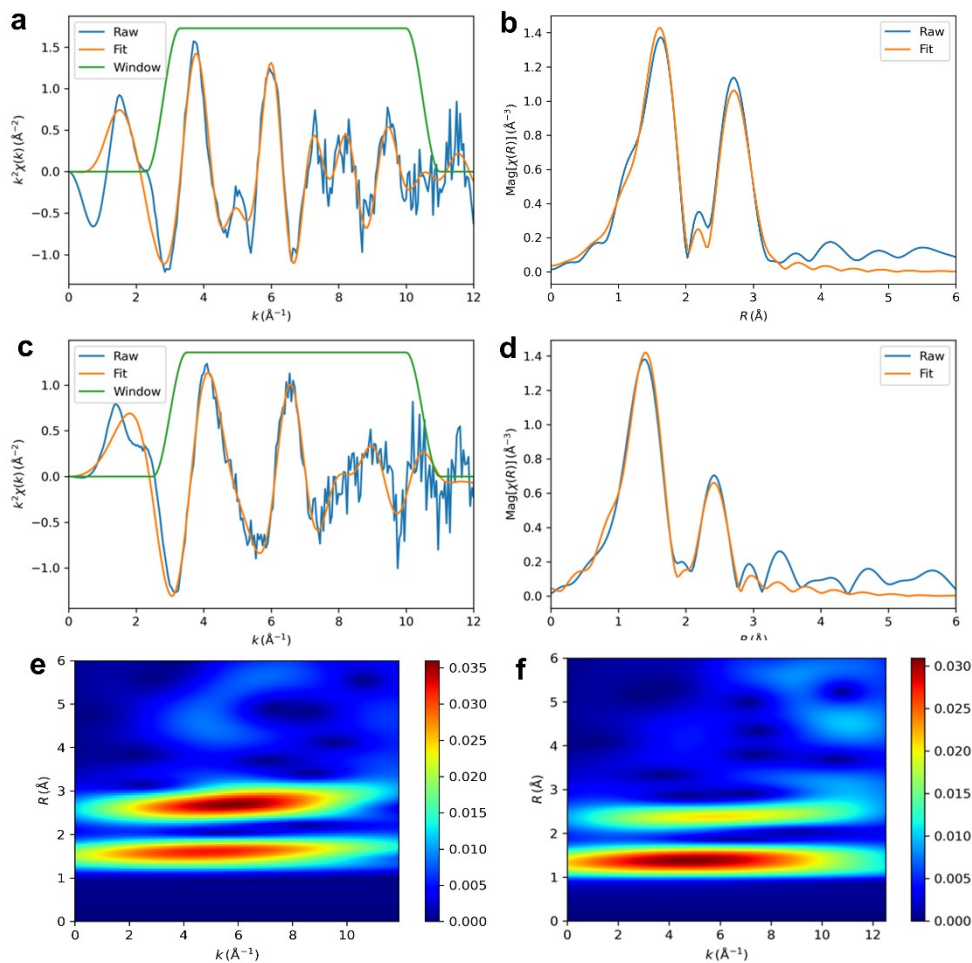 a
Raw
Fit
Window
1.5
1.0
0.5
0.0
−0.5
−1.0
k²χ(k) (Å⁻²)
0 2 4 6 8 10 12
k (Å⁻¹)
b
Raw
Fit
1.4
1.2
1.0
0.8
0.6
0.4
0.2
0.0
Mag[χ(R)] (Å⁻³)
0 1 2 3 4 5 6
R (Å)
c
Raw
Fit
Window
1.0
0.5
0.0
−0.5
−1.0
k²χ(k) (Å⁻²)
0 2 4 6 8 10 12
k (Å⁻¹)
d
Raw
Fit
1.4
1.2
1.0
0.8
0.6
0.4
0.2
0.0
Mag[χ(R)] (Å⁻³)
0 1 2 3 4 5 6
R (Å)
e
6
5
4
3
2
1
0
R (Å)
0 2 4 6 8 10
k (Å⁻¹)
0.035
0.030
0.025
0.020
0.015
0.010
0.005
0.000
f
6
5
4
3
2
1
0
R (Å)
0 2 4 6 8 10 12
k (Å⁻¹)
0.030
0.025
0.020
0.015
0.010
0.005
0.000